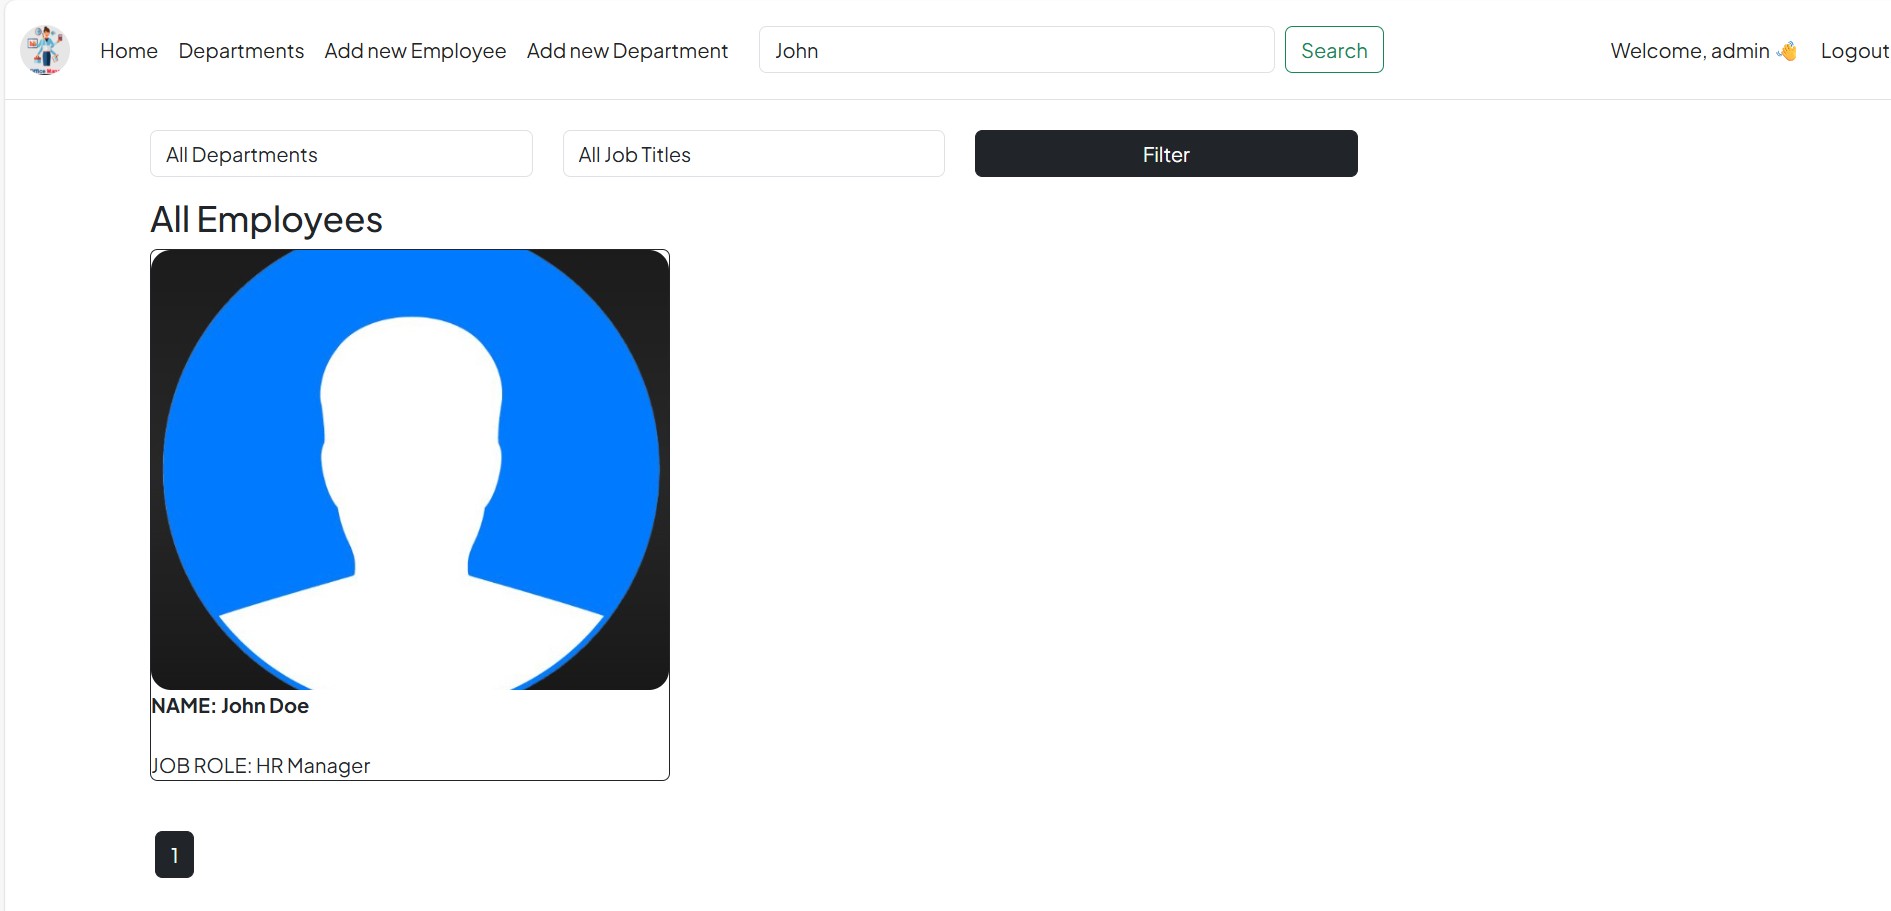 Home Departments Add new Employee Add new Department John Search Welcome, admin 👋 Logout
All Departments All Job Titles Filter
All Employees
NAME: John Doe
JOB ROLE: HR Manager
1